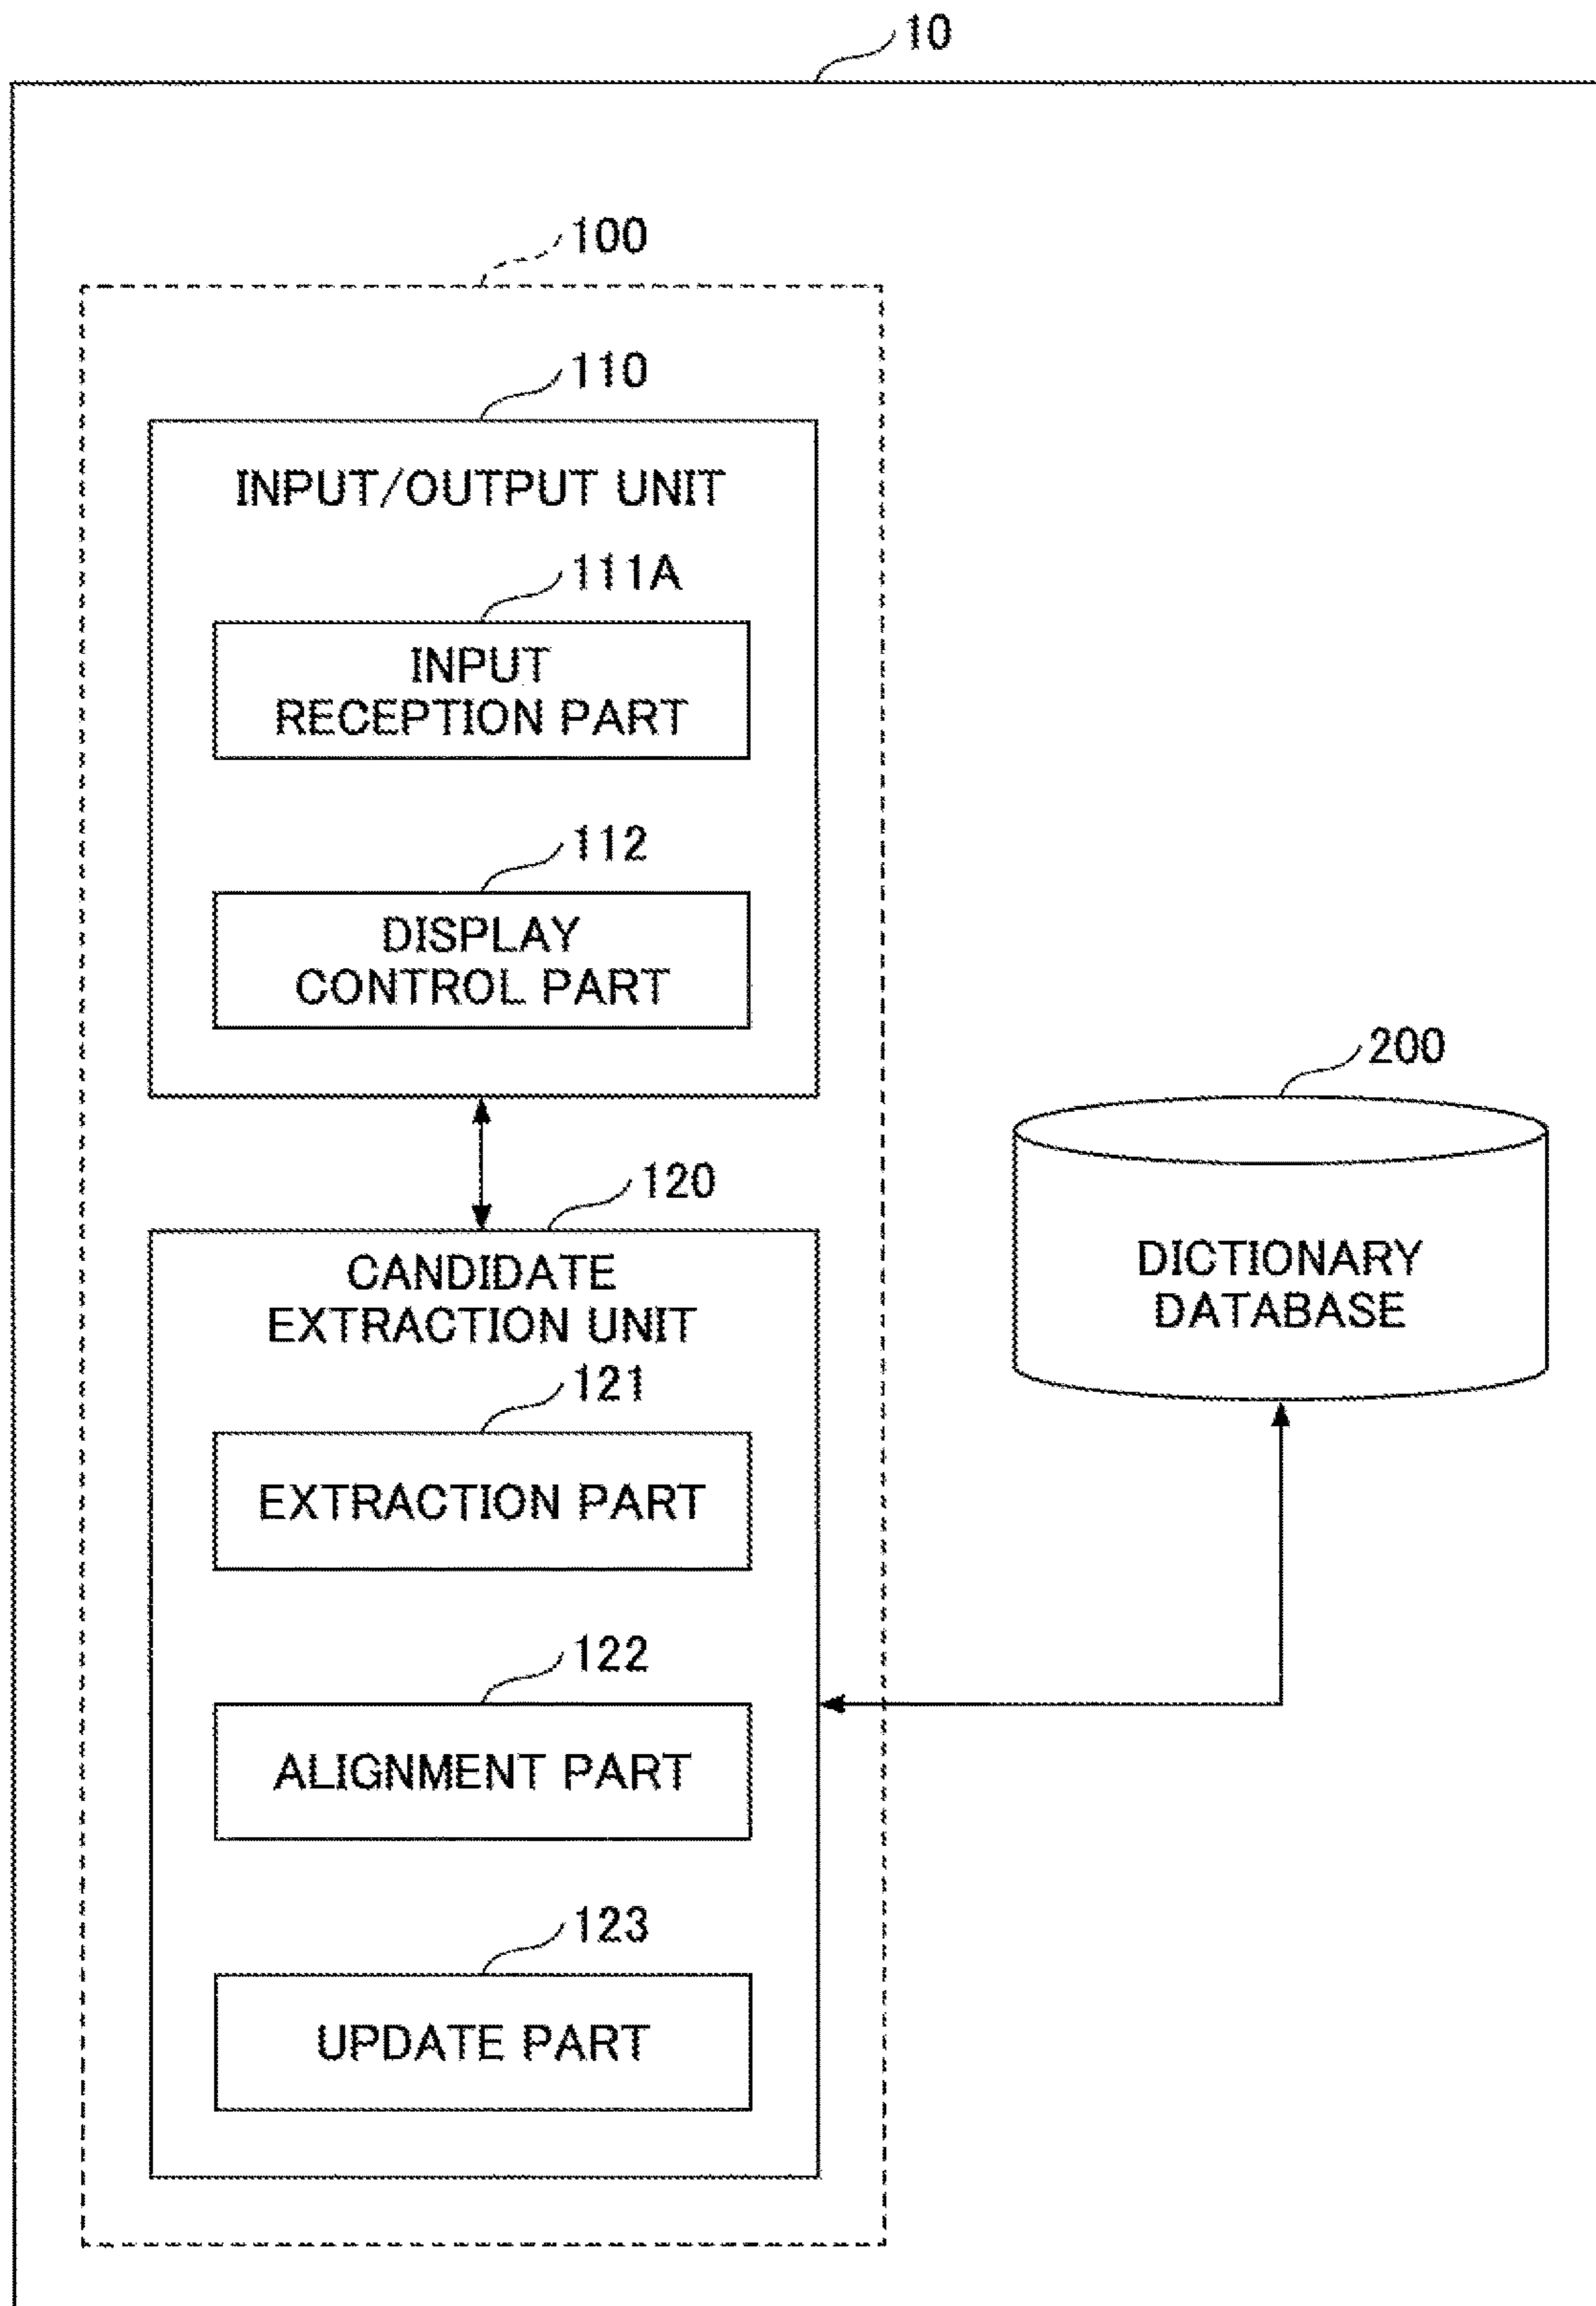 10
100
110
INPUT/OUTPUT UNIT
111A
INPUT
RECEPTION PART
112
DISPLAY
CONTROL PART
200
DICTIONARY
DATABASE
120
CANDIDATE
EXTRACTION UNIT
121
EXTRACTION PART
122
ALIGNMENT PART
123
UPDATE PART